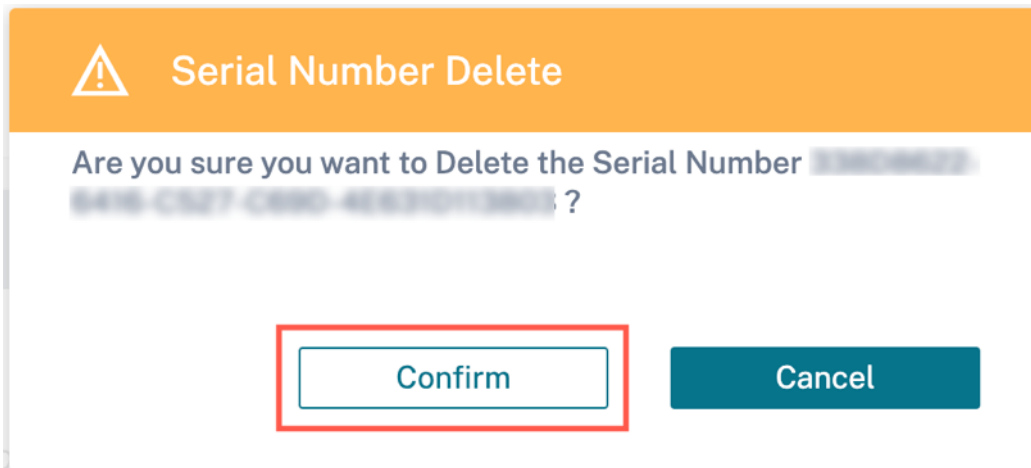 Serial Number Delete
Are you sure you want to Delete the Serial Number
?
Confirm
Cancel